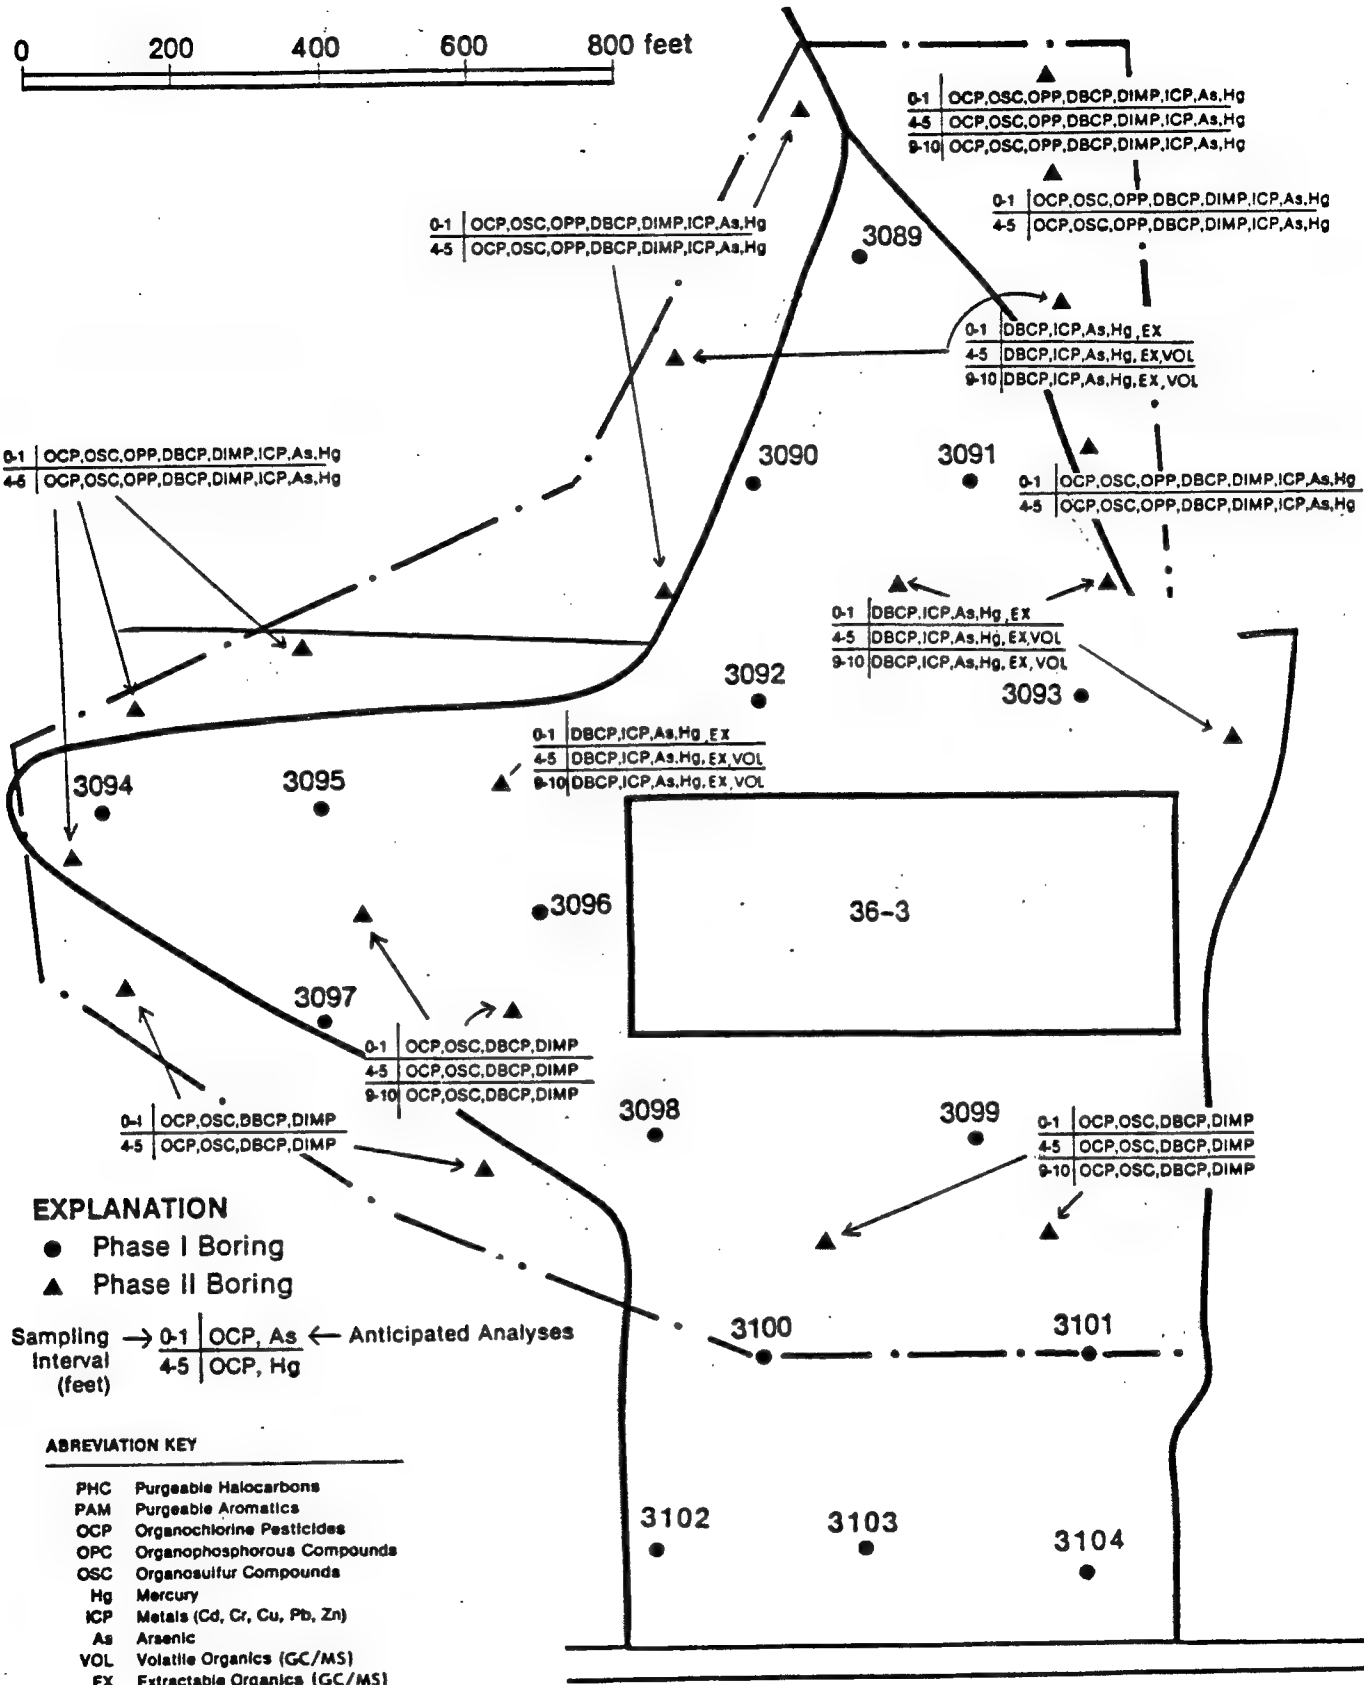 0 200 400 600 800 feet
0-1 OCP,OSC,OPP,DBCP,DIMP,ICP,As,Hg
4-5 OCP,OSC,OPP,DBCP,DIMP,ICP,As,Hg
9-10 OCP,OSC,OPP,DBCP,DIMP,ICP,As,Hg
0-1 OCP,OSC,OPP,DBCP,DIMP,ICP,As,Hg
4-5 OCP,OSC,OPP,DBCP,DIMP,ICP,As,Hg
0-1 OCP,OSC,OPP,DBCP,DIMP,ICP,As,Hg
4-5 OCP,OSC,OPP,DBCP,DIMP,ICP,As,Hg
3089
0-1 DBCP,ICP,As,Hg,EX
4-5 DBCP,ICP,As,Hg,EX,VOL
9-10 DBCP,ICP,As,Hg,EX,VOL
0-1 OCP,OSC,OPP,DBCP,DIMP,ICP,As,Hg
4-5 OCP,OSC,OPP,DBCP,DIMP,ICP,As,Hg
3090 3091
0-1 OCP,OSC,OPP,DBCP,DIMP,ICP,As,Hg
4-5 OCP,OSC,OPP,DBCP,DIMP,ICP,As,Hg
0-1 DBCP,ICP,As,Hg,EX
4-5 DBCP,ICP,As,Hg,EX,VOL
9-10 DBCP,ICP,As,Hg,EX,VOL
3092 3093
0-1 DBCP,ICP,As,Hg,EX
4-5 DBCP,ICP,As,Hg,EX,VOL
9-10 DBCP,ICP,As,Hg,EX,VOL
3094 3095
3096 36-3
3097
0-1 OCP,OSC,DBCP,DIMP
4-5 OCP,OSC,DBCP,DIMP
9-10 OCP,OSC,DBCP,DIMP
3098 3099
0-1 OCP,OSC,DBCP,DIMP
4-5 OCP,OSC,DBCP,DIMP
0-1 OCP,OSC,DBCP,DIMP
4-5 OCP,OSC,DBCP,DIMP
9-10 OCP,OSC,DBCP,DIMP
EXPLANATION
Phase I Boring
Phase II Boring
Sampling Interval (feet) → 0-1 OCP, As ← Anticipated Analyses
4-5 OCP, Hg
3100 3101
ABREVIATION KEY
PHC Purgeable Halocarbons
PAM Purgeable Aromatics
OCP Organochlorine Pesticides
OPC Organophosphorous Compounds
OSC Organosulfur Compounds
Hg Mercury
ICP Metals (Cd, Cr, Cu, Pb, Zn)
As Arsenic
VOL Volatile Organics (GC/MS)
EX Extractable Organics (GC/MS)
3102 3103 3104